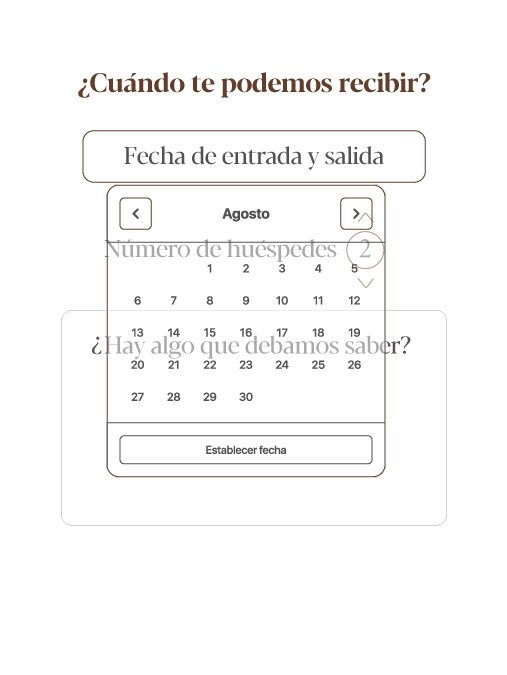 ¿Cuándo te podemos recibir?
Fecha de entrada y salida
Agosto
Número de huéspedes 2
1 2 3 4 5
6 7 8 9 10 11 12
13 14 15 16 17 18 19
¿Hay algo que debamos saber?
20 21 22 23 24 25 26
27 28 29 30
Establecer fecha